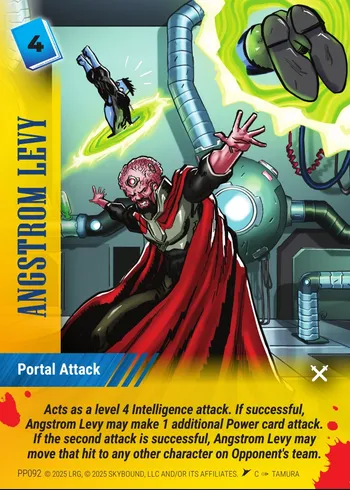 4
ANGSTROM LEVY
Portal Attack
Acts as a level 4 Intelligence attack. If successful,
Angstrom Levy may make 1 additional Power card attack.
If the second attack is successful, Angstrom Levy may
move that hit to any other character on Opponent's team.
PP092 © 2025 LRG, © 2025 SKYBOUND, LLC AND/OR ITS AFFILIATES. C TAMURA